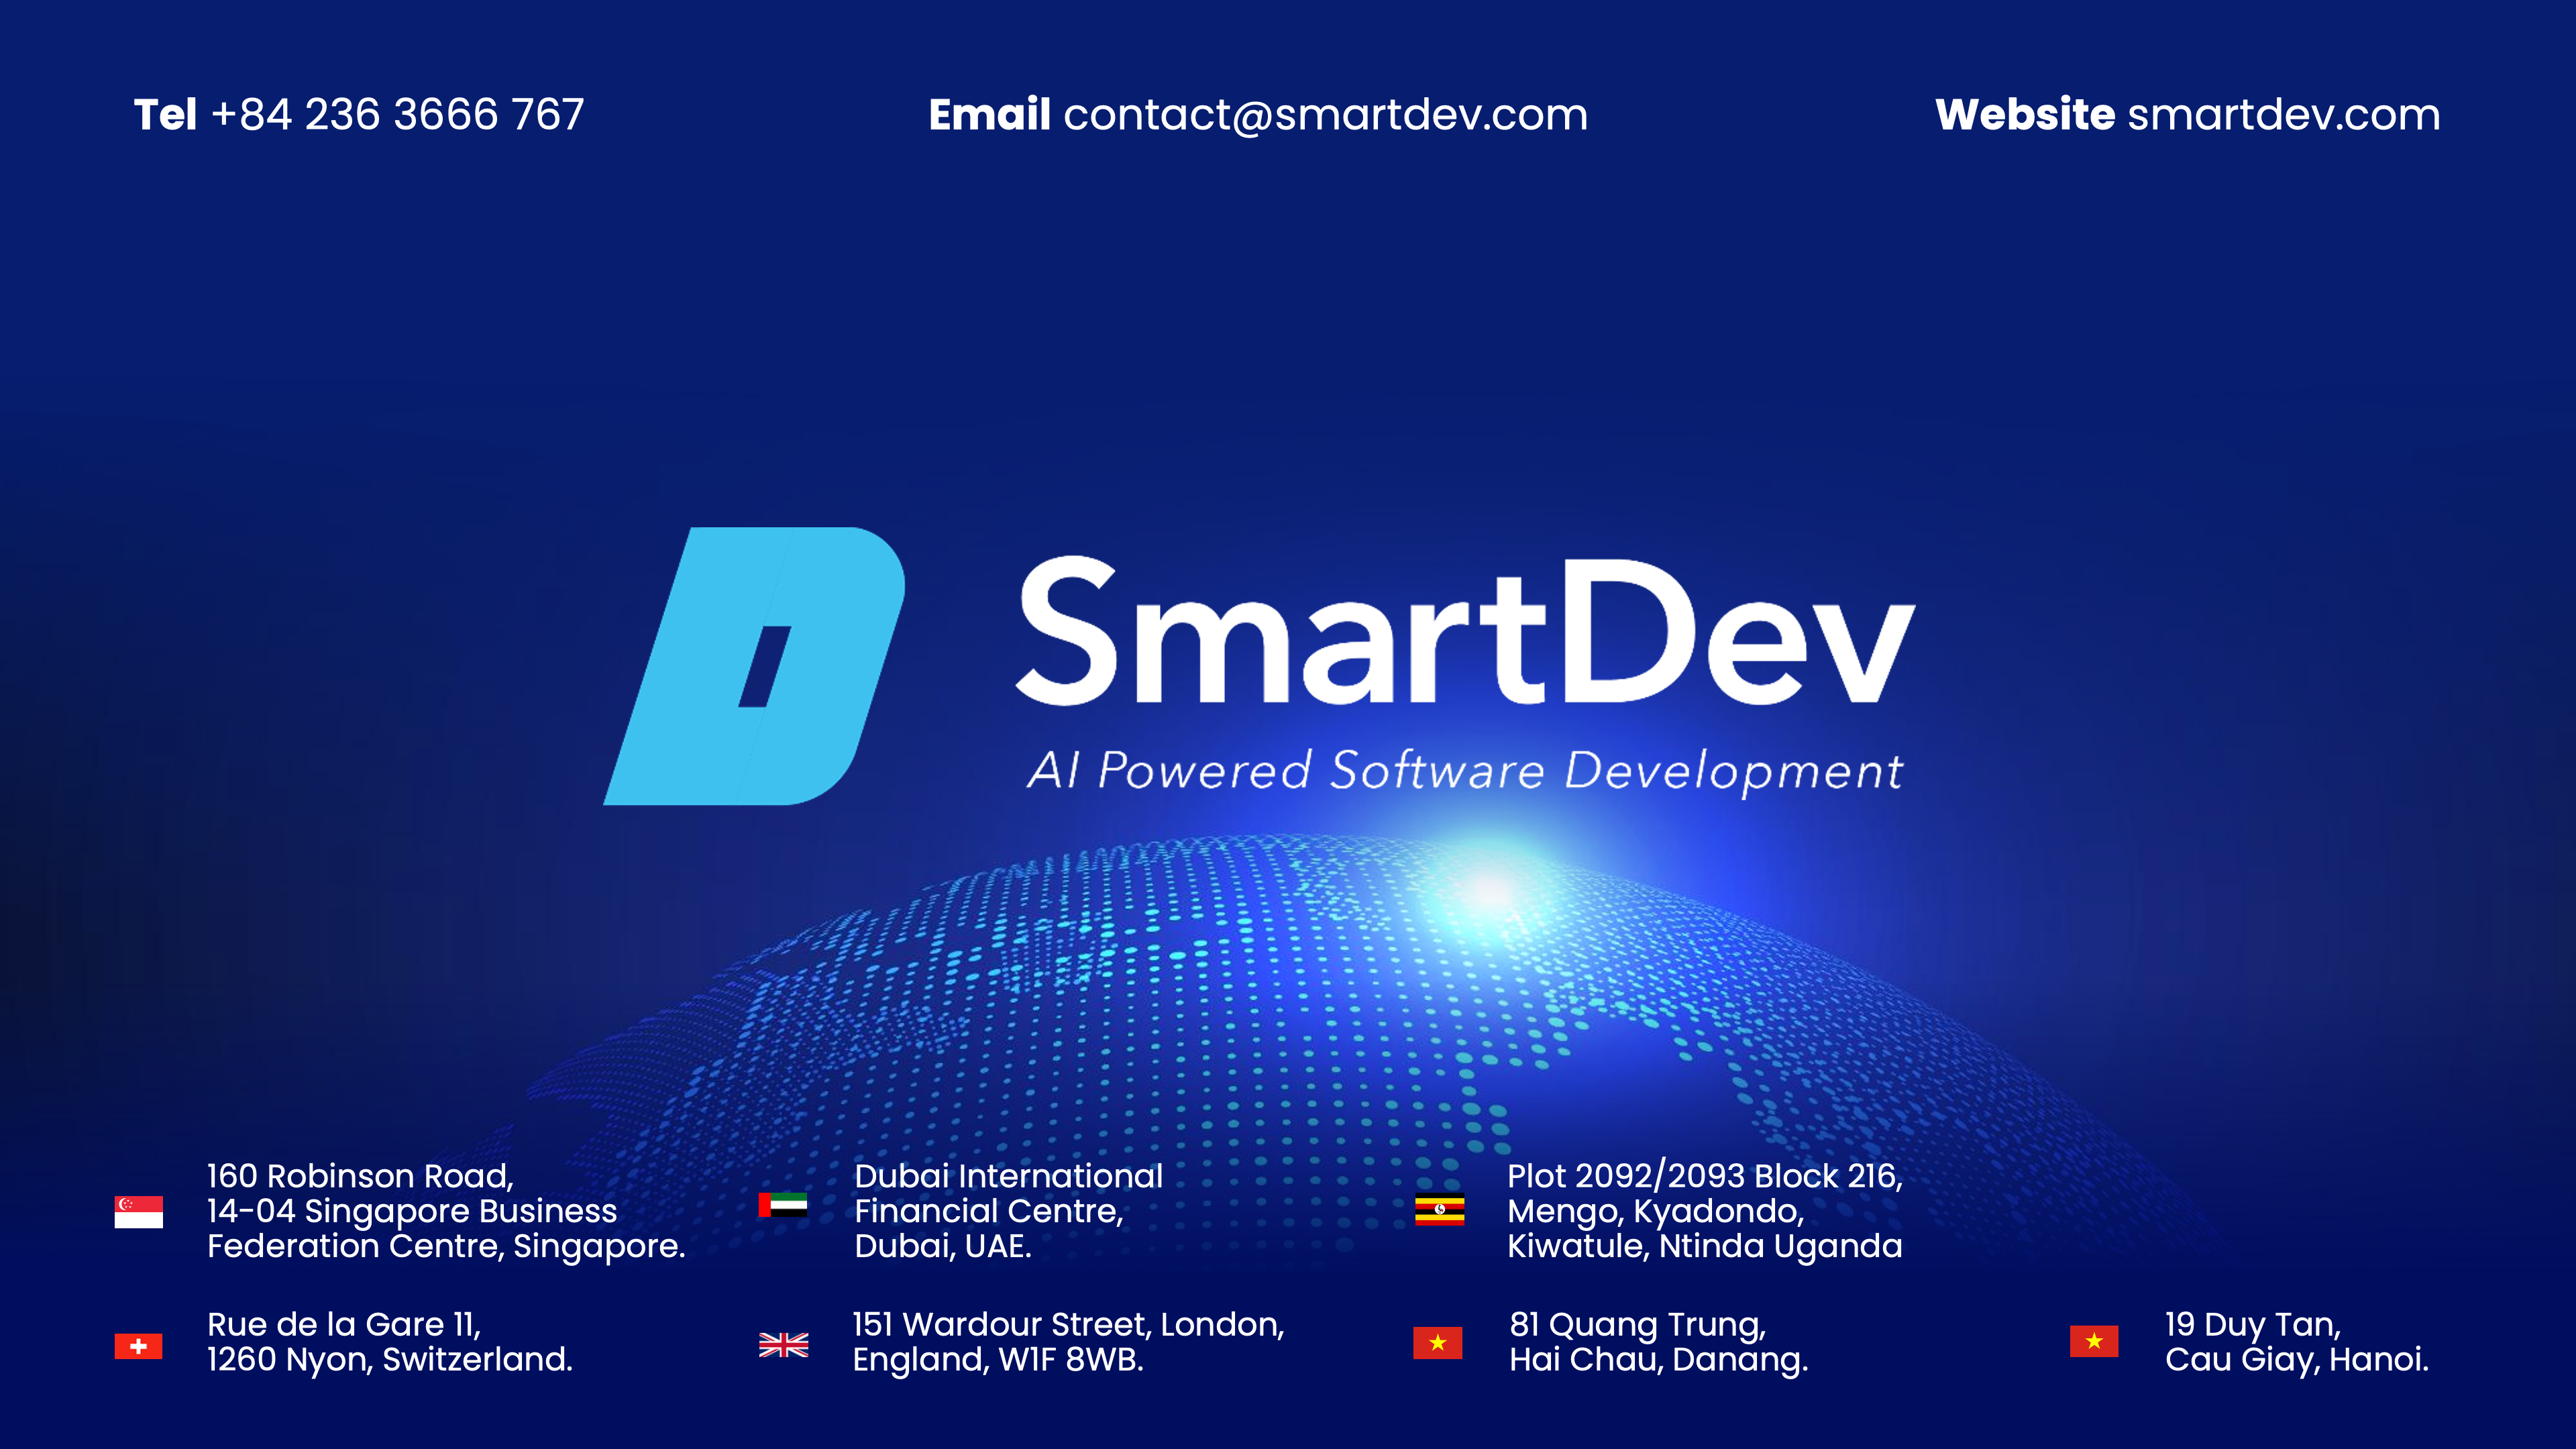 Tel +84 236 3666 767
Email contact@smartdev.com
Website smartdev.com
SmartDev
AI Powered Software Development
160 Robinson Road,
14-04 Singapore Business
Federation Centre, Singapore.
Dubai International
Financial Centre,
Dubai, UAE.
Plot 2092/2093 Block 216,
Mengo, Kyadondo,
Kiwatule, Ntinda Uganda
Rue de la Gare 11,
1260 Nyon, Switzerland.
151 Wardour Street, London,
England, W1F 8WB.
81 Quang Trung,
Hai Chau, Danang.
19 Duy Tan,
Cau Giay, Hanoi.